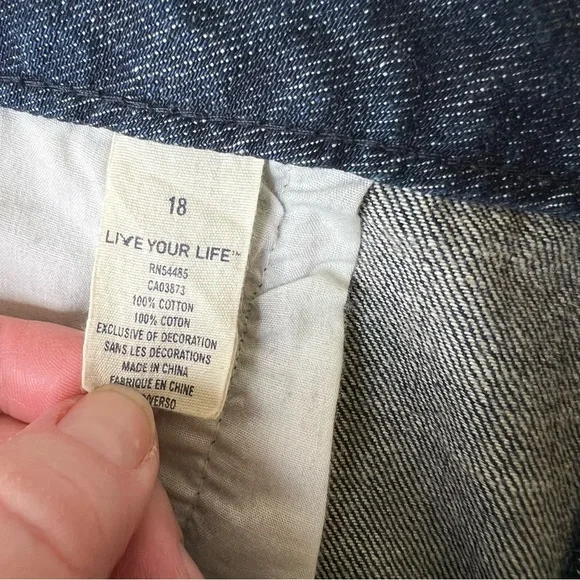 18
LIVE YOUR LIFE™
RN54485
CA03873
100% COTTON
100% COTON
EXCLUSIVE OF DECORATION
SANS LES DÉCORATIONS
MADE IN CHINA
FABRIQUÉ EN CHINE